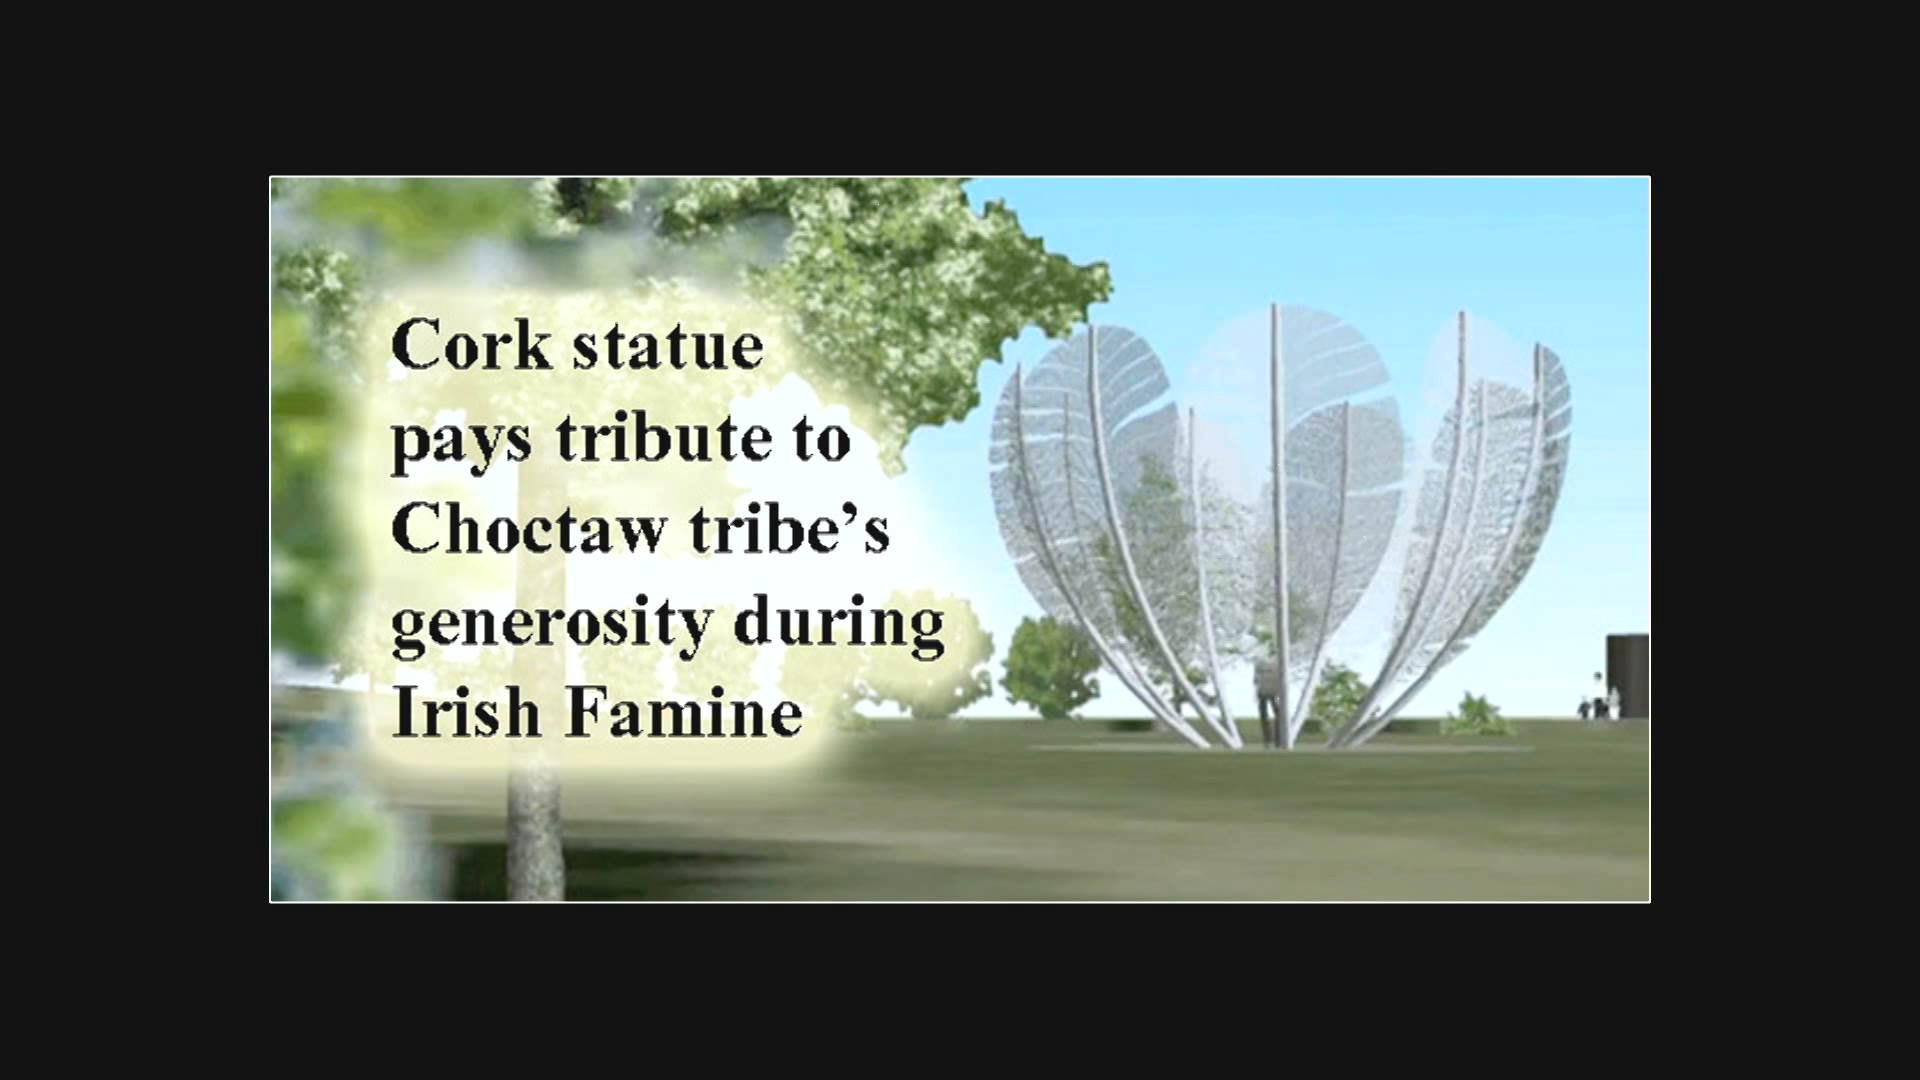 Cork statue
pays tribute to
Choctaw tribe’s
generosity during
Irish Famine